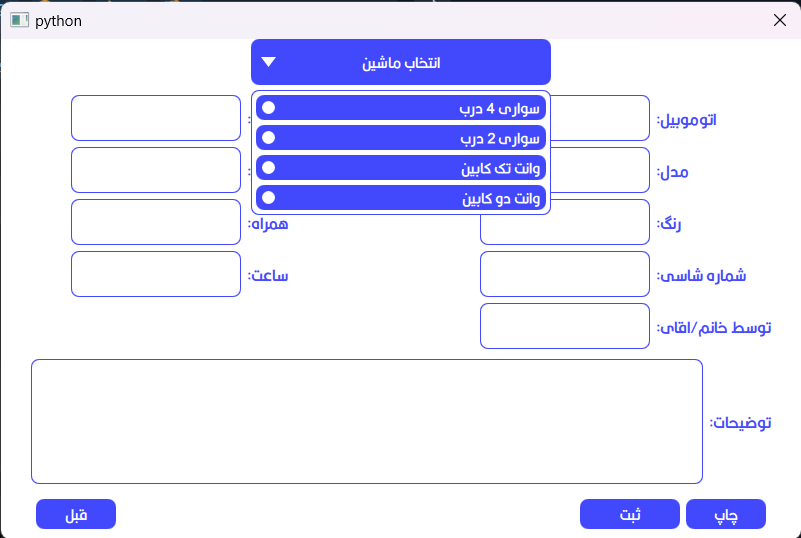 python
انتخاب ماشین
سواری 4 درب
سواری 2 درب
وانت تک کابین
وانت دو کابین
اتوموبیل:
:
مدل:
:
رنگ:
همراه:
شماره شاسی:
ساعت:
توسط خانم/اقای:
توضیحات:
چاپ
ثبت
قبل